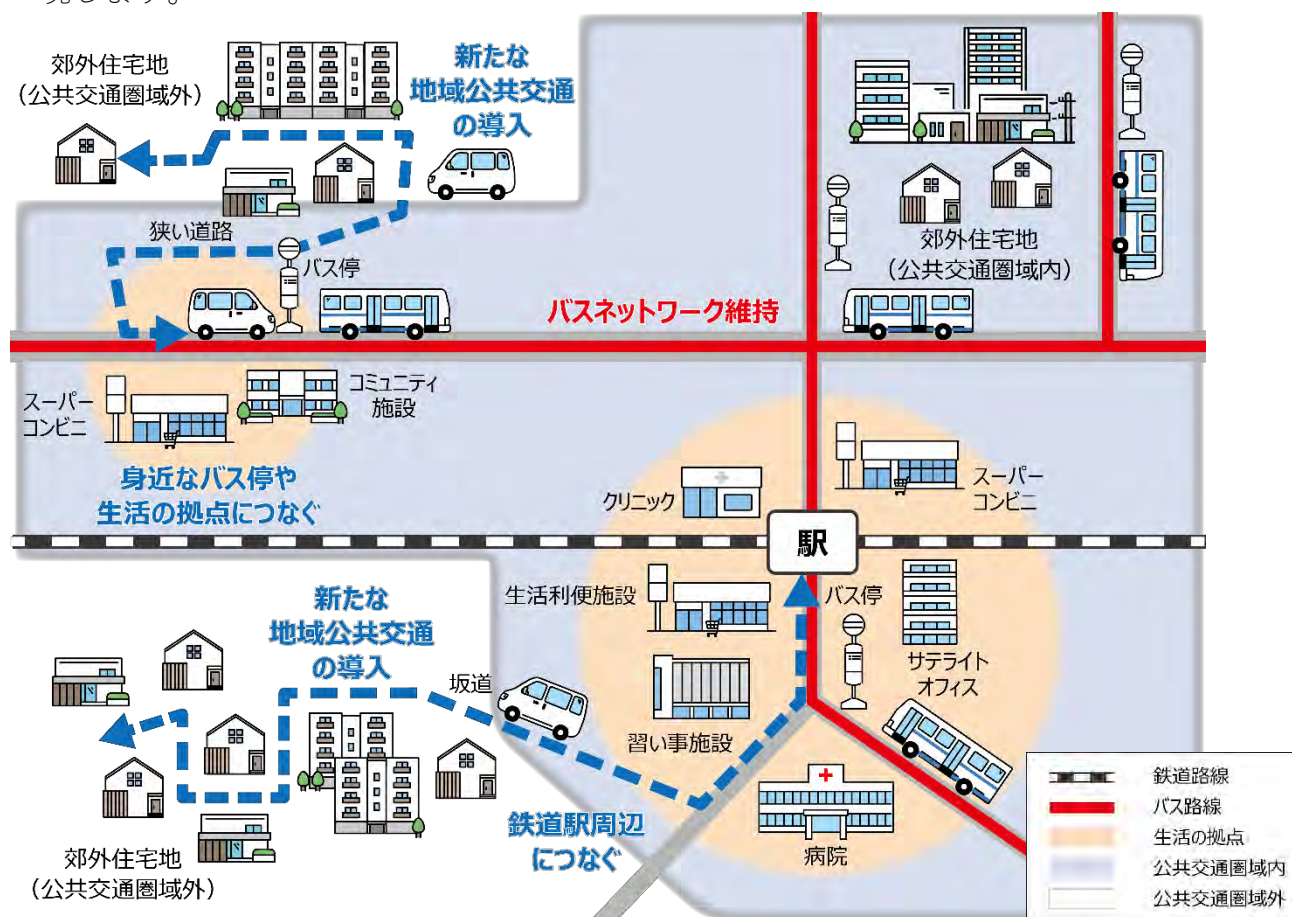 郊外住宅地
（公共交通圏域外）
新たな
地域公共交通
の導入
狭い道路
バス停
バスネットワーク維持
郊外住宅地
（公共交通圏域内）
スーパー
コンビニ
コミュニティ
施設
身近なバス停や
生活の拠点につなぐ
クリニック
スーパー
コンビニ
駅
生活利便施設
バス停
サテライト
オフィス
新たな
地域公共交通
の導入
坂道
習い事施設
鉄道駅周辺
につなぐ
病院
郊外住宅地
（公共交通圏域外）
鉄道路線
バス路線
生活の拠点
公共交通圏域内
公共交通圏域外